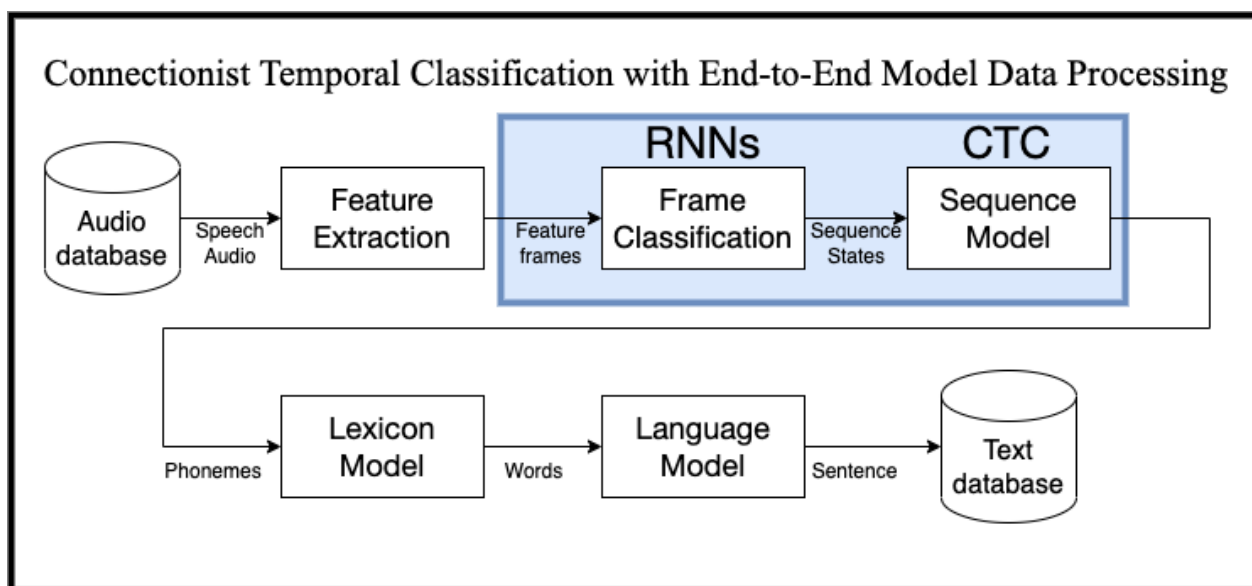 Connectionist Temporal Classification with End-to-End Model Data Processing
RNNs
CTC
Audio
database
Speech
Audio
Feature
Extraction
Feature
frames
Frame
Classification
Sequence
States
Sequence
Model
Phonemes
Lexicon
Model
Words
Language
Model
Sentence
Text
database